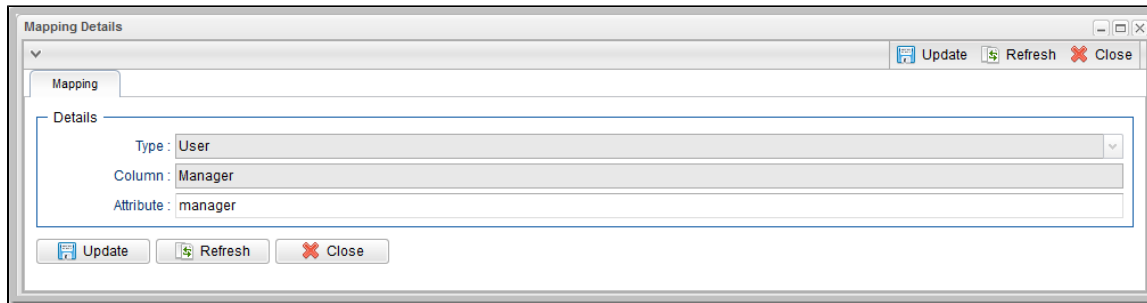 Mapping Details
Update Refresh Close
Mapping
Details
Type : User
Column : Manager
Attribute : manager
Update Refresh Close